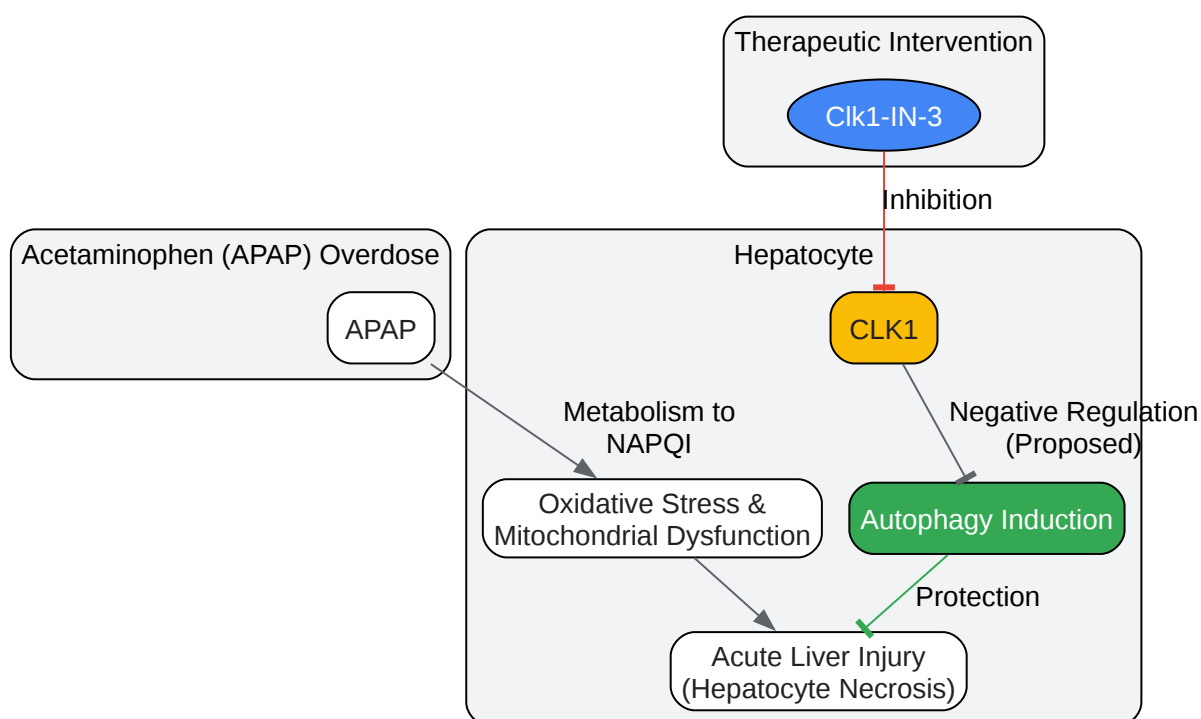 Therapeutic Intervention
Clk1-IN-3
Inhibition
Acetaminophen (APAP) Overdose
Hepatocyte
APAP
CLK1
Metabolism to
NAPQI
Negative Regulation
(Proposed)
Oxidative Stress &
Mitochondrial Dysfunction
Autophagy Induction
Protection
Acute Liver Injury
(Hepatocyte Necrosis)